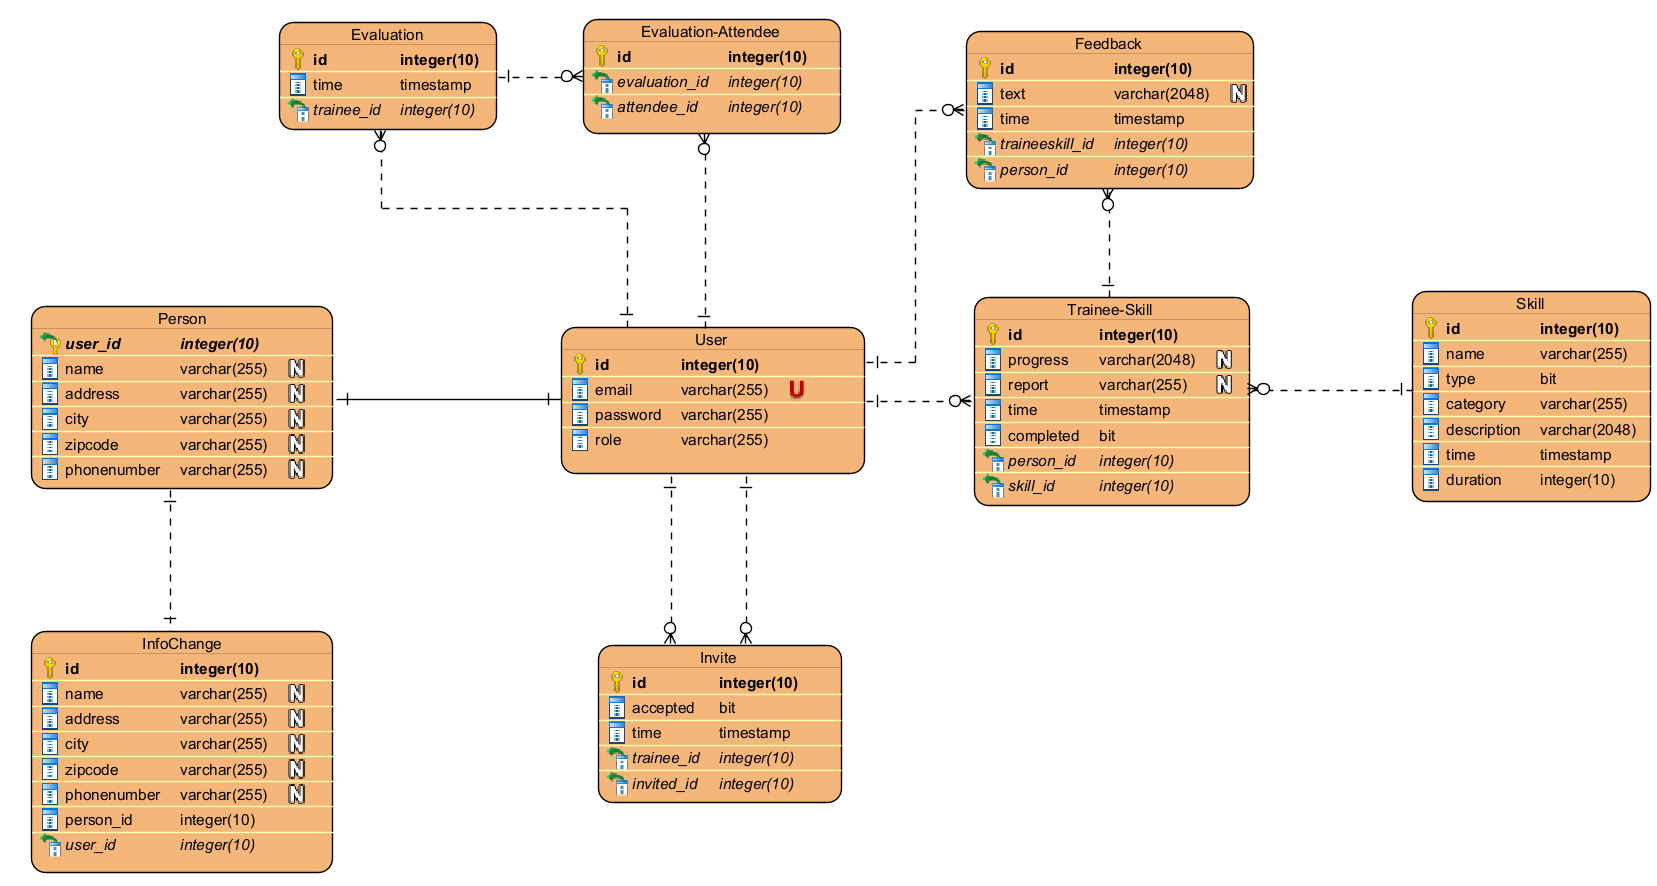 Evaluation
id integer(10)
time timestamp
trainee_id integer(10)
Evaluation-Attendee
id integer(10)
evaluation_id integer(10)
attendee_id integer(10)
Feedback
id integer(10)
text varchar(2048) N
time timestamp
traineeskill_id integer(10)
person_id integer(10)
Person
user_id integer(10)
name varchar(255) N
address varchar(255) N
city varchar(255) N
zipcode varchar(255) N
phonenumber varchar(255) N
User
id integer(10)
email varchar(255) U
password varchar(255)
role varchar(255)
Trainee-Skill
id integer(10)
progress varchar(2048) N
report varchar(255) N
time timestamp
completed bit
person_id integer(10)
skill_id integer(10)
Skill
id integer(10)
name varchar(255)
type bit
category varchar(255)
description varchar(2048)
time timestamp
duration integer(10)
InfoChange
id integer(10)
name varchar(255) N
address varchar(255) N
city varchar(255) N
zipcode varchar(255) N
phonenumber varchar(255) N
person_id integer(10)
user_id integer(10)
Invite
id integer(10)
accepted bit
time timestamp
trainee_id integer(10)
invited_id integer(10)